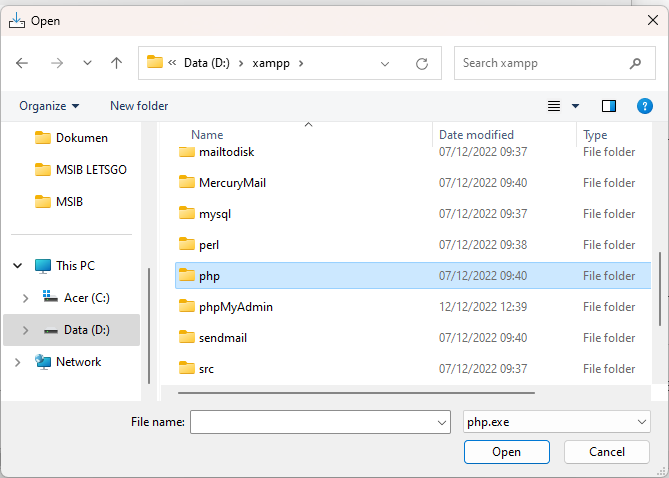 Open
Data (D:) xampp
Search xampp
Organize New folder
Name Date modified Type
Dokumen
MSIB LETSGO
MSIB
This PC
Acer (C:)
Data (D:)
Network
mailtodisk 07/12/2022 09:37 File folder
MercuryMail 07/12/2022 09:40 File folder
mysql 07/12/2022 09:37 File folder
perl 07/12/2022 09:38 File folder
php 07/12/2022 09:40 File folder
phpMyAdmin 12/12/2022 12:39 File folder
sendmail 07/12/2022 09:40 File folder
src 07/12/2022 09:37 File folder
File name: php.exe
Open Cancel